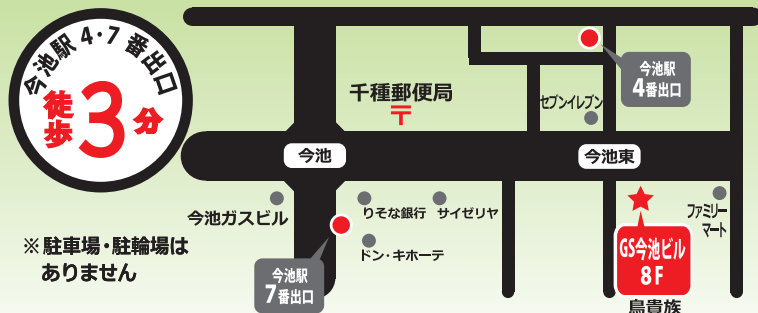 今池駅 4・7 番出口
徒歩
3
分
※駐車場・駐輪場は
ありません
千種郵便局
〒
今池駅
4番出口
セブンイレブン
今池
今池東
今池ガスビル
りそな銀行
サイゼリヤ
ドン・キホーテ
今池駅
7番出口
ファミリー
マート
GS今池ビル
8F
鳥貴族